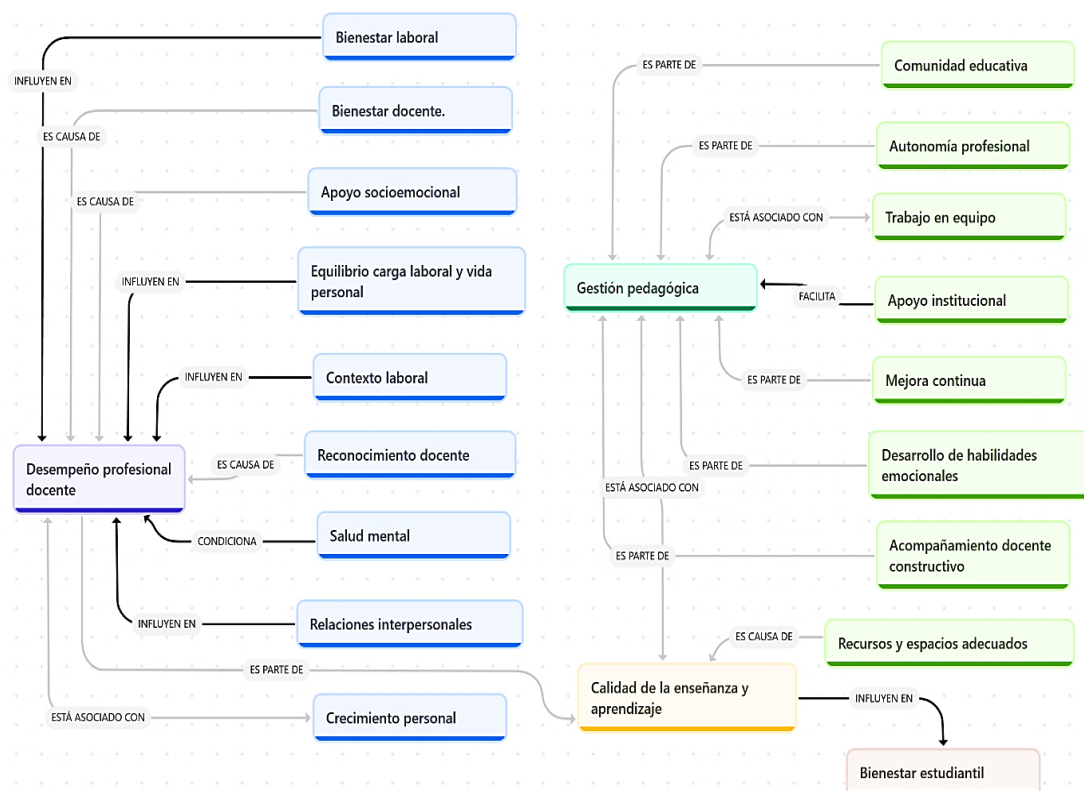 Bienestar laboral
INFLUYEN EN
Bienestar docente.
ES CAUSA DE
Apoyo socioemocional
ES CAUSA DE
Equilibrio carga laboral y vida
personal
INFLUYEN EN
Contexto laboral
INFLUYEN EN
Desempeño profesional
docente
Reconocimiento docente
ES CAUSA DE
Salud mental
CONDICIONA
Relaciones interpersonales
INFLUYEN EN
ES PARTE DE
Crecimiento personal
ESTÁ ASOCIADO CON
Comunidad educativa
ES PARTE DE
Autonomía profesional
ES PARTE DE
Trabajo en equipo
ESTÁ ASOCIADO CON
Gestión pedagógica
Apoyo institucional
FACILITA
Mejora continua
ES PARTE DE
Desarrollo de habilidades
emocionales
ES PARTE DE
ESTÁ ASOCIADO CON
Acompañamiento docente
constructivo
ES PARTE DE
Recursos y espacios adecuados
ES CAUSA DE
Calidad de la enseñanza y
aprendizaje
INFLUYEN EN
Bienestar estudiantil